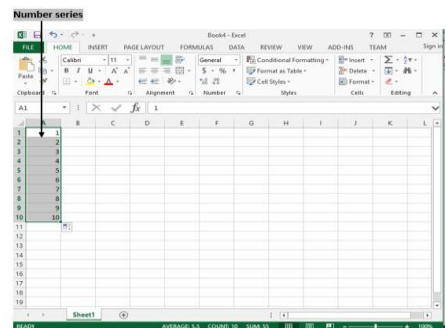 Number series
Book4 - Excel
FILE HOME INSERT PAGE LAYOUT FORMULAS DATA REVIEW VIEW ADD-INS TEAM Sign in
Calibri 11 General Conditional Formatting Insert
Paste B I U $ % Format as Table Delete
Cell Styles Format
Clipboard Font Alignment Number Styles Cells Editing
A1 fx 1
A B C D E F G H I J K L
1 1
2 2
3 3
4 4
5 5
6 6
7 7
8 8
9 9
10 10
11
12
13
14
15
16
17
18
19
Sheet1
READY AVERAGE: 5.5 COUNT: 10 SUM: 55 100%